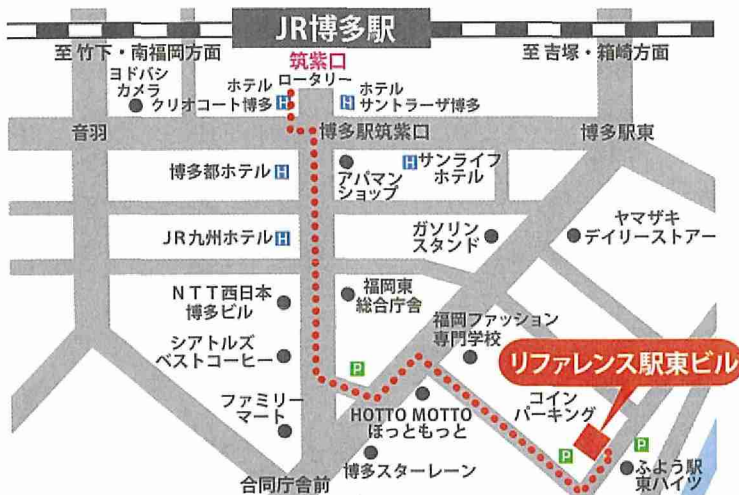 JR博多駅
至 竹下・南福岡方面
筑紫口
至 吉塚・箱崎方面
ヨドバシ
カメラ
ホテル
クリオコート博多
H
ロータリー
H
ホテル
サントラーザ博多
音羽
博多駅筑紫口
博多駅東
博多都ホテル
H
アパマン
ショップ
H
サンライフ
ホテル
JR九州ホテル
H
ガソリン
スタンド
ヤマザキ
デイリーストアー
NTT西日本
博多ビル
福岡東
総合庁舎
シアトルズ
ベストコーヒー
福岡ファッション
専門学校
P
リファレンス駅東ビル
ファミリー
マート
HOTTO MOTTO
ほっともっと
コイン
パーキング
P
P
合同庁舎前
博多スターレーン
ふよう駅
東ハイツ